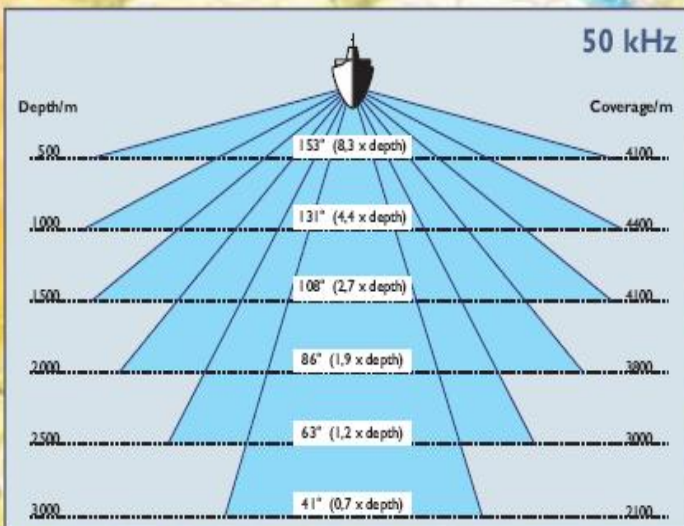 50 kHz
Depth/m Coverage/m
500 153° (8,3 x depth) 4100
1000 131° (4,4 x depth) 4400
1500 108° (2,7 x depth) 4100
2000 86° (1,9 x depth) 3800
2500 63° (1,2 x depth) 3000
3000 41° (0,7 x depth) 2100